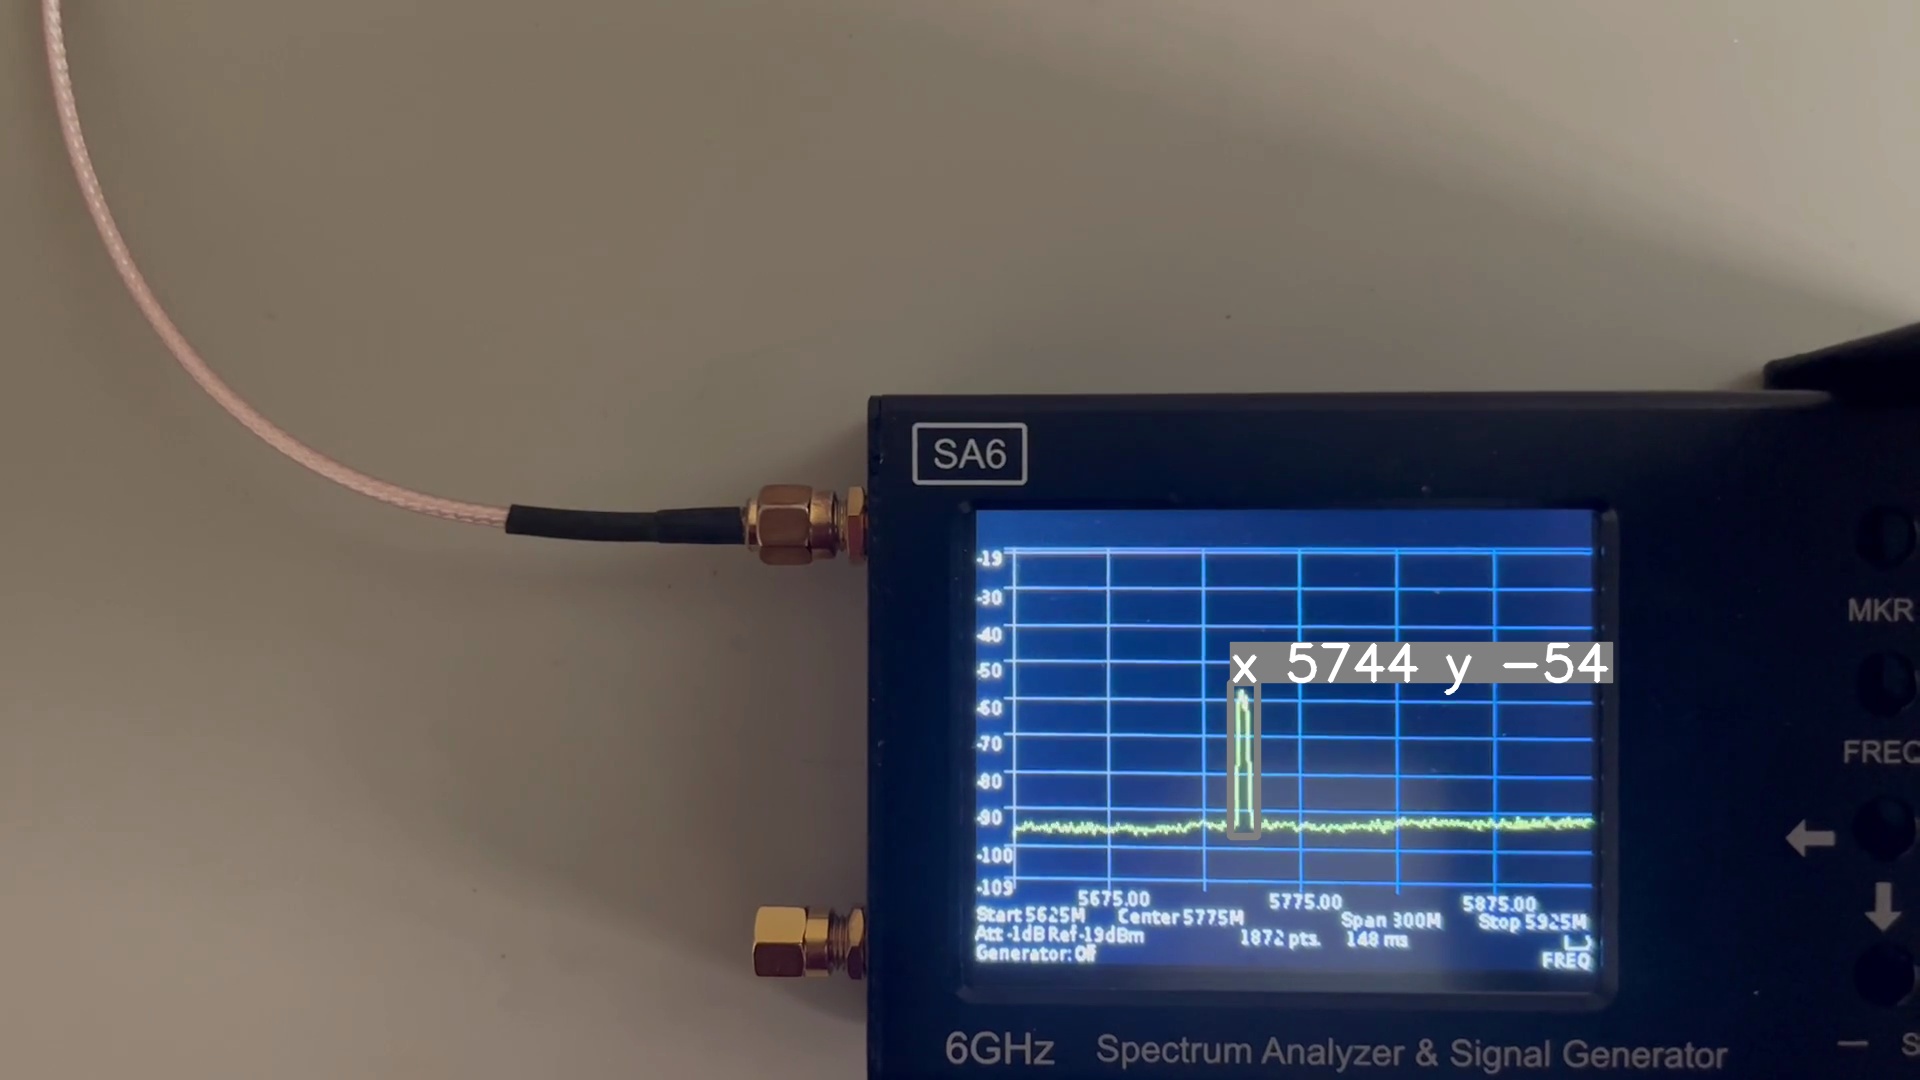 SA6
-19
-30
-40
x 5744 y -54
-50
-60
-70
-80
-90
-100
-109
5675.00 5775.00 5875.00
Start 5625M Center 5775M Span 300M Stop 5925M
Att -1dB Ref -19dBm 1872 pts. 148 ms
Generator: Off FREQ
MKR
FREQ
6GHz Spectrum Analyzer & Signal Generator